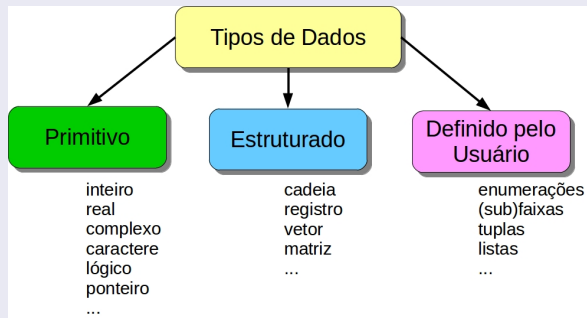 Tipos de Dados
Primitivo
inteiro
real
complexo
caractere
lógico
ponteiro
...
Estruturado
cadeia
registro
vetor
matriz
...
Definido pelo
Usuário
enumerações
(sub)faixas
tuplas
listas
...